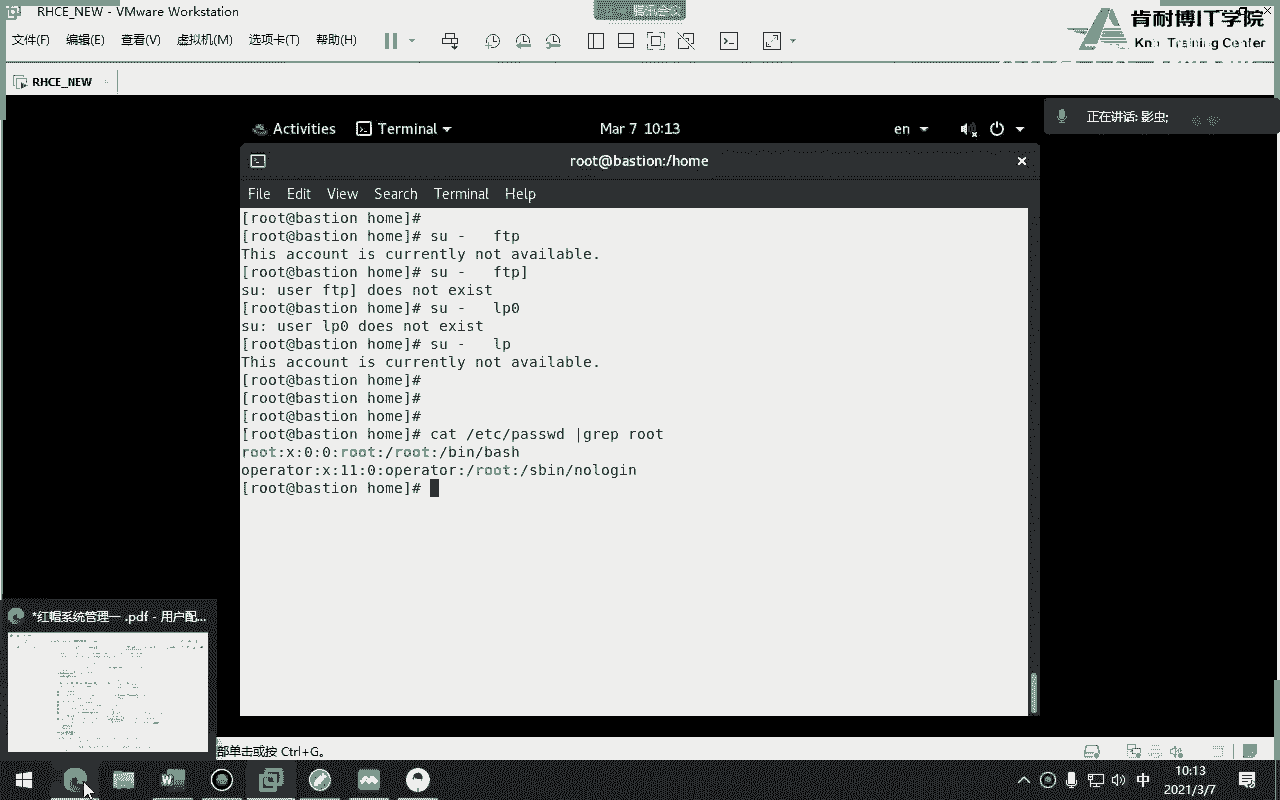 RHCE_NEW - VMware Workstation
肯耐博IT学院
Training Center
文件(F) 编辑(E) 查看(V) 虚拟机(M) 选项卡(T) 帮助(H)
RHCE_NEW
正在讲话: 影虫;
Activities Terminal Mar 7 10:13 en
root@bastion:/home
File Edit View Search Terminal Help
[root@bastion home]#
[root@bastion home]# su -   ftp
This account is currently not available.
[root@bastion home]# su -   ftp]
su: user ftp] does not exist
[root@bastion home]# su -   lp0
su: user lp0 does not exist
[root@bastion home]# su -   lp
This account is currently not available.
[root@bastion home]#
[root@bastion home]#
[root@bastion home]#
[root@bastion home]# cat /etc/passwd |grep root
root:x:0:0:root:/root:/bin/bash
operator:x:11:0:operator:/root:/sbin/nologin
[root@bastion home]#
*红帽系统管理一 .pdf - 用户配...
部单击或按 Ctrl+G。
中
10:13
2021/3/7